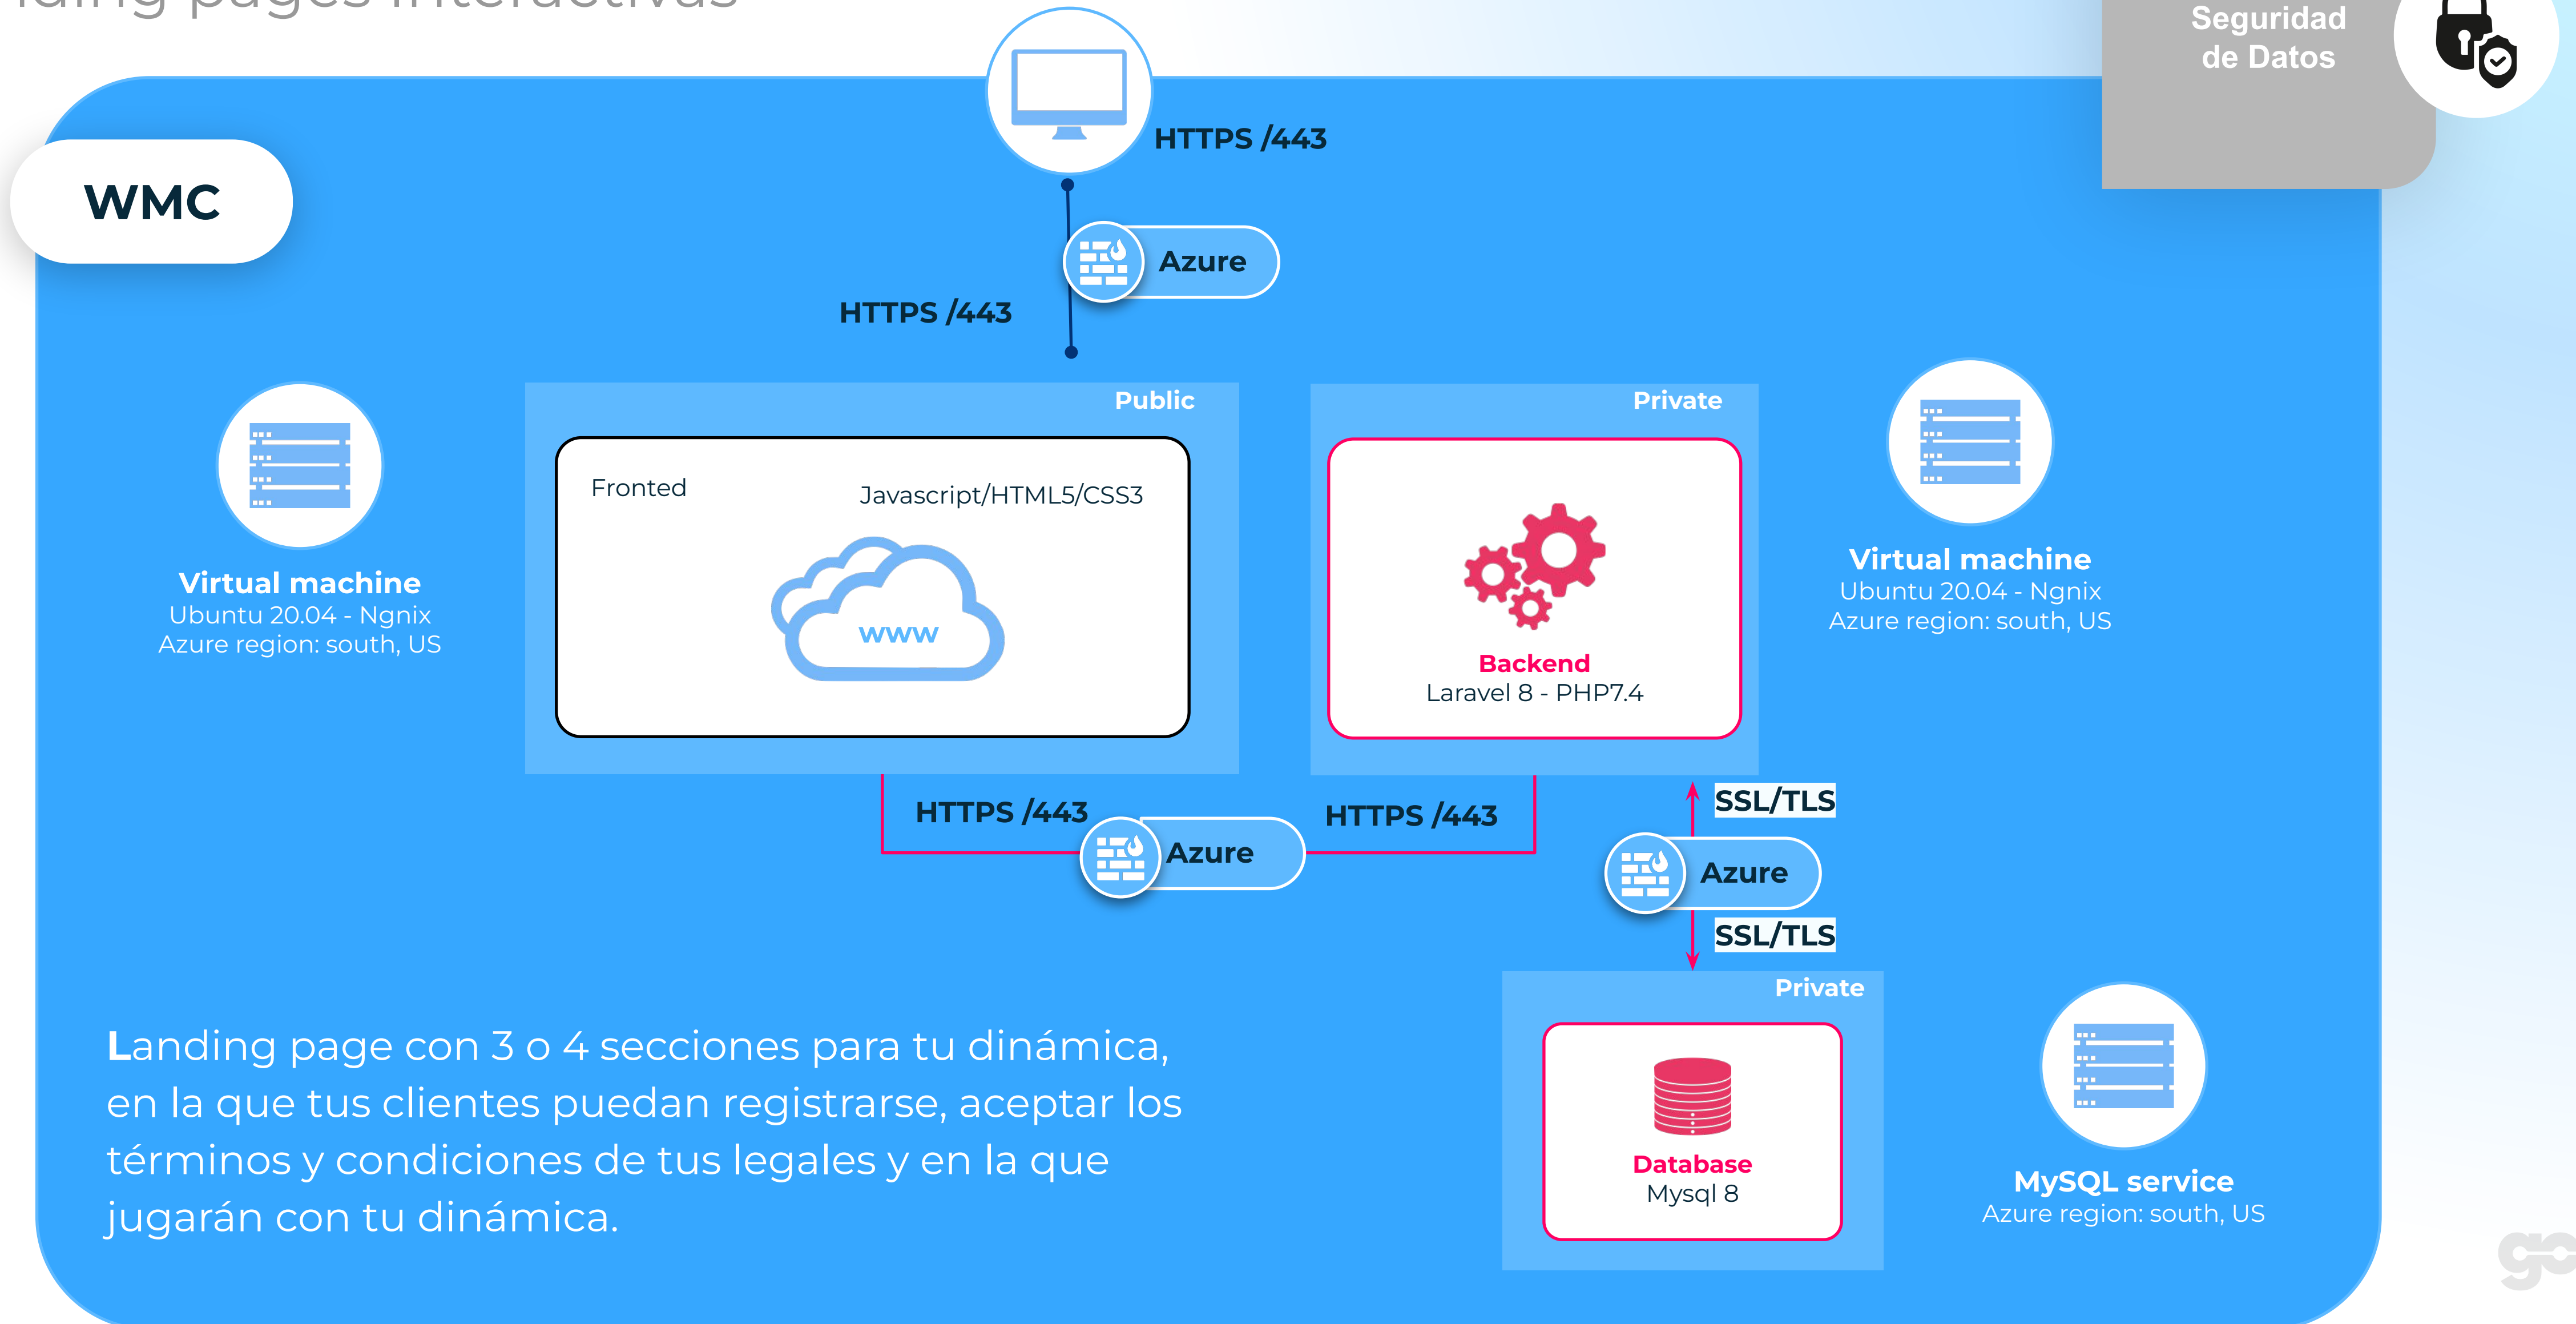 nding pages interactivas
Seguridad
de Datos
HTTPS /443
WMC
Azure
HTTPS /443
Public
Private
Fronted
Javascript/HTML5/CSS3
www
Virtual machine
Ubuntu 20.04 - Ngnix
Azure region: south, US
Backend
Laravel 8 - PHP7.4
Virtual machine
Ubuntu 20.04 - Ngnix
Azure region: south, US
HTTPS /443
Azure
HTTPS /443
SSL/TLS
Azure
SSL/TLS
Private
Database
Mysql 8
MySQL service
Azure region: south, US
Landing page con 3 o 4 secciones para tu dinámica,
en la que tus clientes puedan registrarse, aceptar los
términos y condiciones de tus legales y en la que
jugarán con tu dinámica.
go